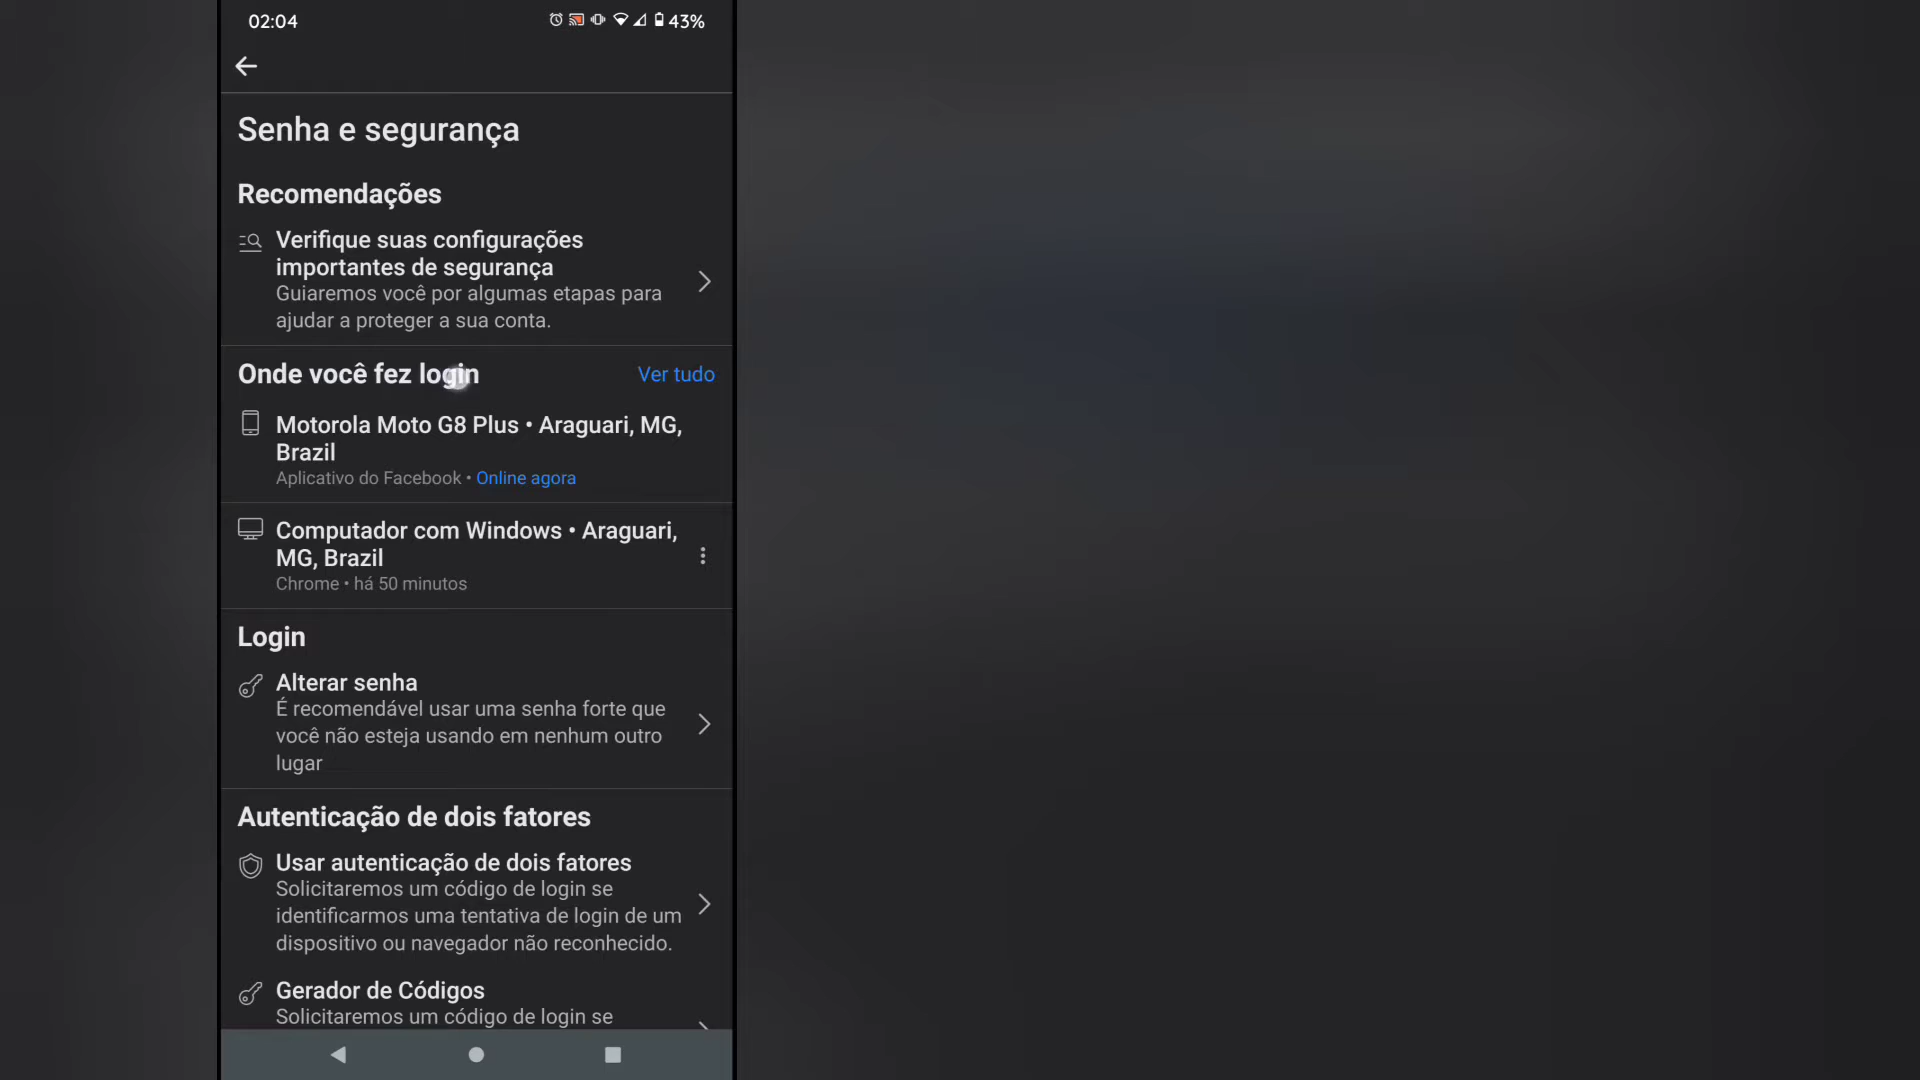 02:04
43%
Senha e segurança
Recomendações
Verifique suas configurações
importantes de segurança
Guiaremos você por algumas etapas para
ajudar a proteger a sua conta.
Onde você fez login
Ver tudo
Motorola Moto G8 Plus • Araguari, MG,
Brazil
Aplicativo do Facebook • Online agora
Computador com Windows • Araguari,
MG, Brazil
Chrome • há 50 minutos
Login
Alterar senha
É recomendável usar uma senha forte que
você não esteja usando em nenhum outro
lugar
Autenticação de dois fatores
Usar autenticação de dois fatores
Solicitaremos um código de login se
identificarmos uma tentativa de login de um
dispositivo ou navegador não reconhecido.
Gerador de Códigos
Solicitaremos um código de login se